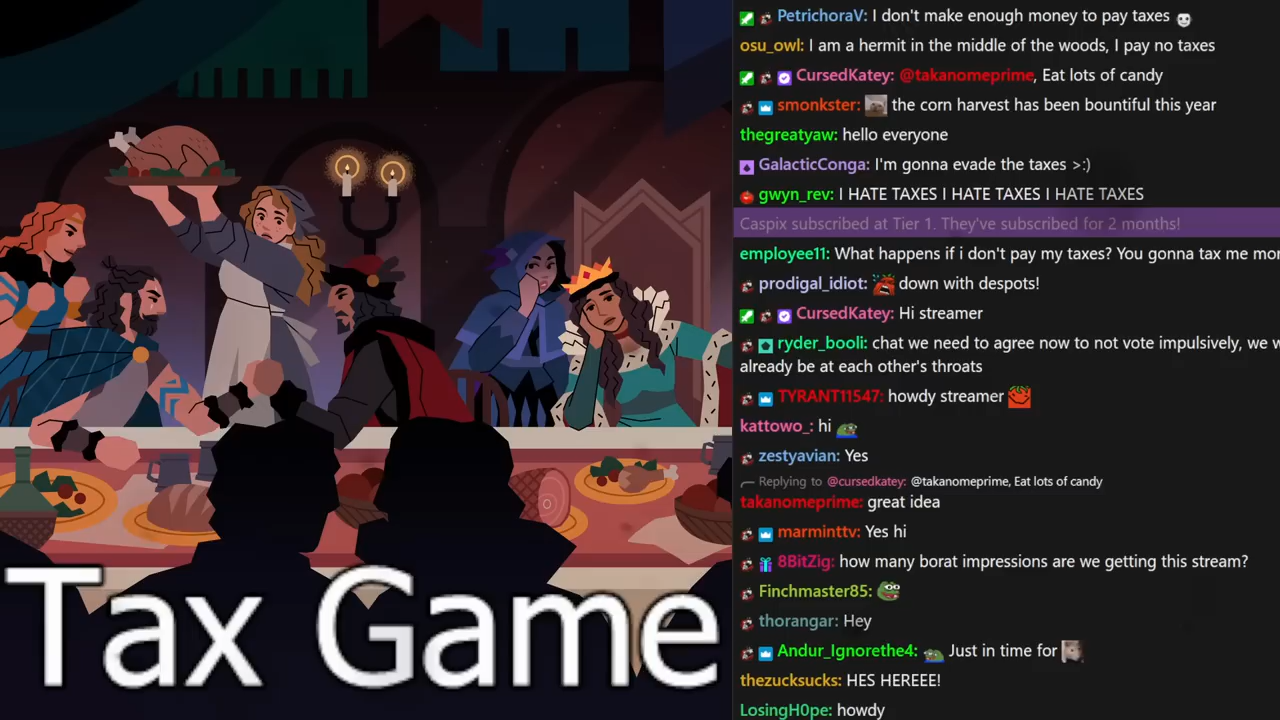 PetrichoraV: I don't make enough money to pay taxes
osu_owl: I am a hermit in the middle of the woods, I pay no taxes
CursedKatey: @takanomeprime, Eat lots of candy
smonkster: the corn harvest has been bountiful this year
thegreatyaw: hello everyone
GalacticConga: I'm gonna evade the taxes >:)
gwyn_rev: I HATE TAXES I HATE TAXES I HATE TAXES
Caspix subscribed at Tier 1. They've subscribed for 2 months!
employee11: What happens if i don't pay my taxes? You gonna tax me
prodigal_idiot: down with despots!
CursedKatey: Hi streamer
ryder_booli: chat we need to agree now to not vote impulsively, we
already be at each other's throats
TYRANT11547: howdy streamer
kattowo_: hi
zestyavian: Yes
Replying to @cursedkatey: @takanomeprime, Eat lots of candy
takanomeprime: great idea
marminttv: Yes hi
8BitZig: how many borat impressions are we getting this stream?
Finchmaster85:
thorangar: Hey
Andur_Ignorethe4: Just in time for
thezucksucks: HES HEREEE!
LosingH0pe: howdy
Tax Game